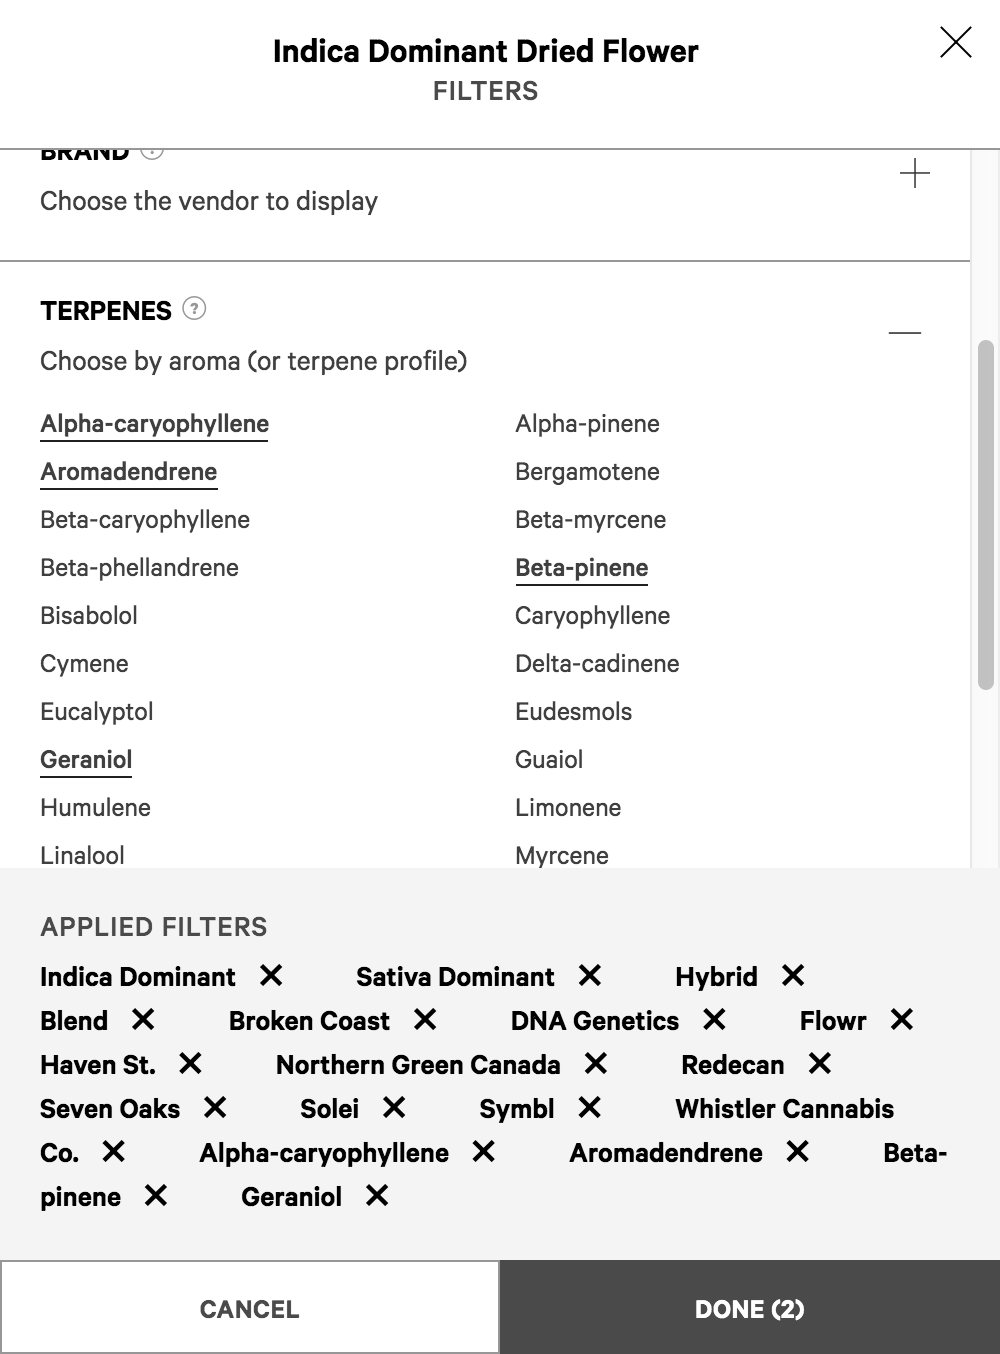 Indica Dominant Dried Flower
FILTERS
BRAND ?
Choose the vendor to display
TERPENES ?
Choose by aroma (or terpene profile)
Alpha-caryophyllene Alpha-pinene
Aromadendrene Bergamotene
Beta-caryophyllene Beta-myrcene
Beta-phellandrene Beta-pinene
Bisabolol Caryophyllene
Cymene Delta-cadinene
Eucalyptol Eudesmols
Geraniol Guaiol
Humulene Limonene
Linalool Myrcene
APPLIED FILTERS
Indica Dominant Sativa Dominant Hybrid
Blend Broken Coast DNA Genetics Flowr
Haven St. Northern Green Canada Redecan
Seven Oaks Solei Symbl Whistler Cannabis
Co. Alpha-caryophyllene Aromadendrene Beta-
pinene Geraniol
CANCEL DONE (2)